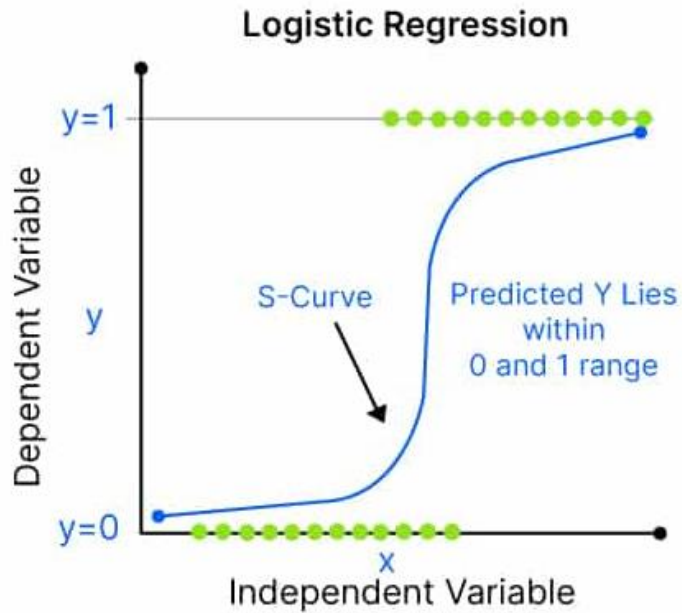 Logistic Regression
y=1
Dependent Variable
y
S-Curve
Predicted Y Lies
within
0 and 1 range
y=0
x
Independent Variable